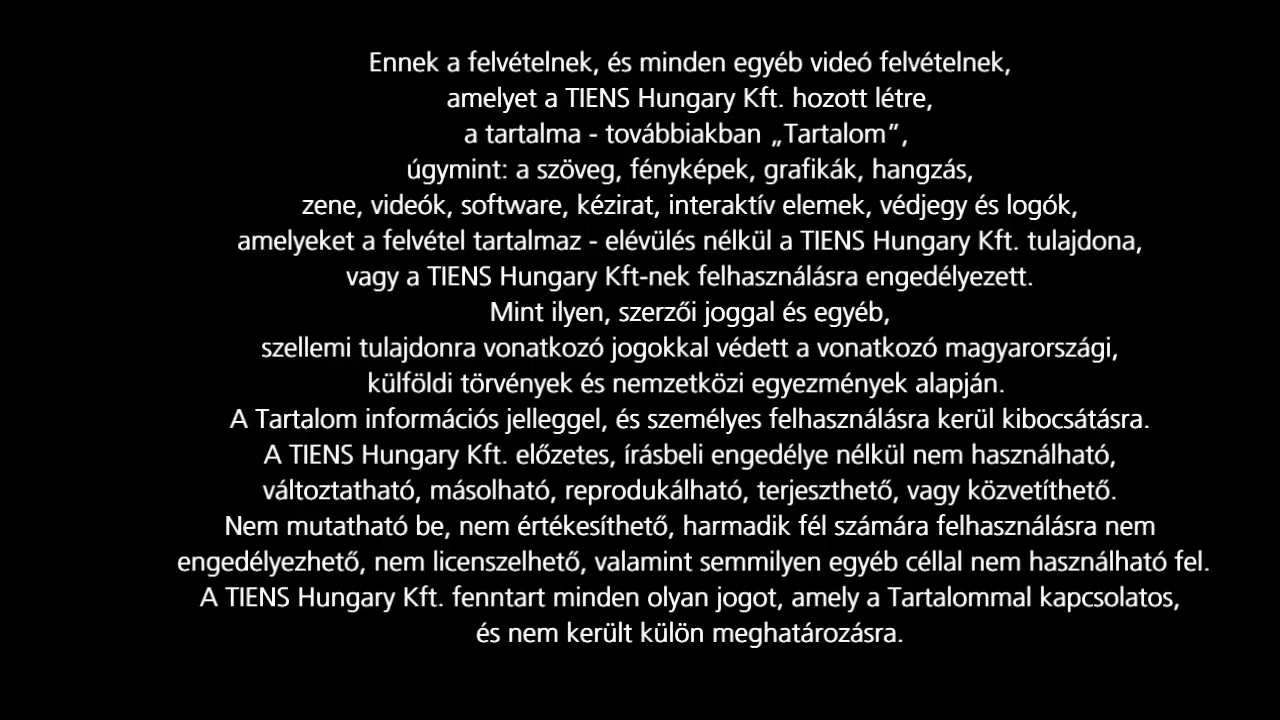 Ennek a felvételnek, és minden egyéb videó felvételnek,
amelyet a TIENS Hungary Kft. hozott létre,
a tartalma - továbbiakban „Tartalom”,
úgymint: a szöveg, fényképek, grafikák, hangzás,
zene, videók, software, kézirat, interaktív elemek, védjegy és logók,
amelyeket a felvétel tartalmaz - elévülés nélkül a TIENS Hungary Kft. tulajdona,
vagy a TIENS Hungary Kft-nek felhasználásra engedélyezett.
Mint ilyen, szerzői joggal és egyéb,
szellemi tulajdonra vonatkozó jogokkal védett a vonatkozó magyarországi,
külföldi törvények és nemzetközi egyezmények alapján.
A Tartalom információs jelleggel, és személyes felhasználásra kerül kibocsátásra.
A TIENS Hungary Kft. előzetes, írásbeli engedélye nélkül nem használható,
változtatható, másolható, reprodukálható, terjeszthető, vagy közvetíthető.
Nem mutatható be, nem értékesíthető, harmadik fél számára felhasználásra nem
engedélyezhető, nem licenszelhető, valamint semmilyen egyéb céllal nem használható fel.
A TIENS Hungary Kft. fenntart minden olyan jogot, amely a Tartalommal kapcsolatos,
és nem került külön meghatározásra.